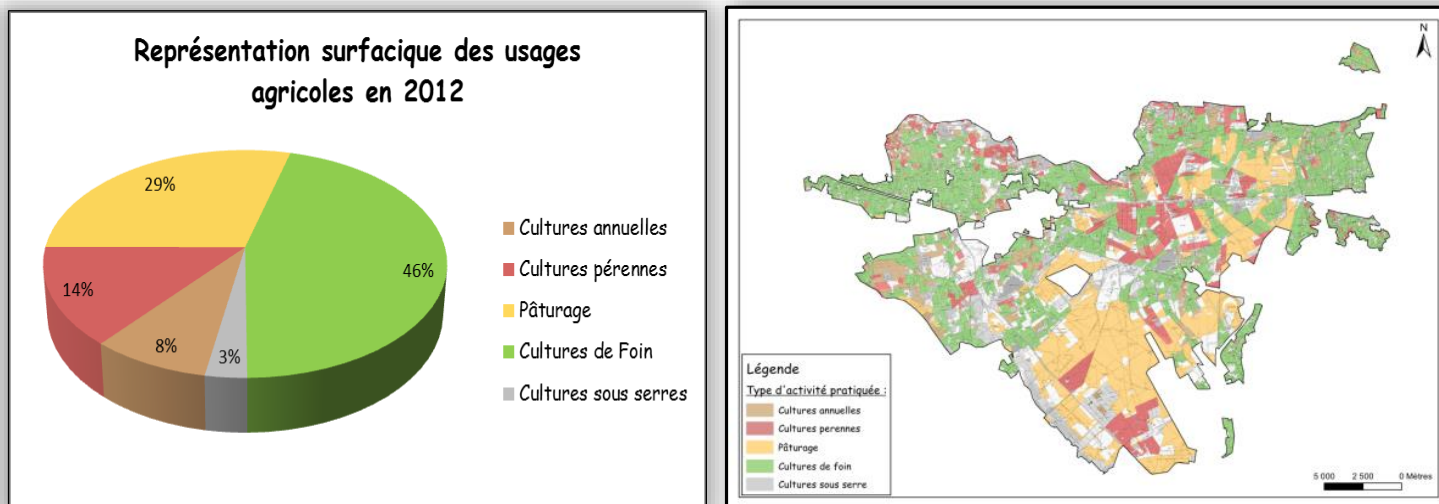 Représentation surfacique des usages
agricoles en 2012
29%
46%
14%
8%
3%
Cultures annuelles
Cultures pérennes
Pâturage
Cultures de Foin
Cultures sous serres
N
Légende
Type d'activité pratiquée :
Cultures annuelles
Cultures perennes
Pâturage
Cultures de foin
Cultures sous serre
5 000 2 500 0 Mètres